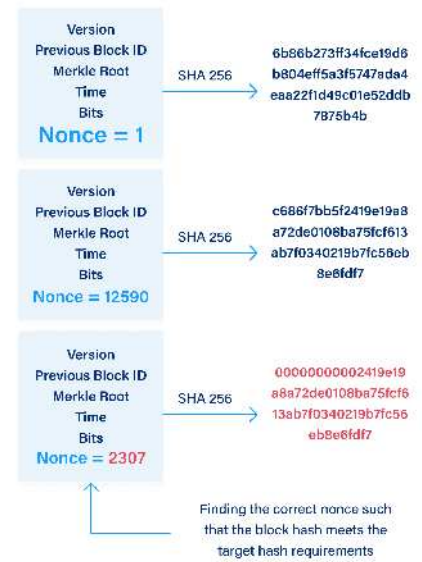 Version
Previous Block ID
Merkle Root
Time
Bits
Nonce = 1
SHA 256
6b86b273ff34fce19d6
b804eff5a3f5747ada4
eaa22f1d49c01e52ddb
7875b4b
Version
Previous Block ID
Merkle Root
Time
Bits
Nonce = 12590
SHA 256
c686f7bb5f2419e19a8
a72de0108ba75fcf613
ab7f0340219b7fc56eb
8e6fdf7
Version
Previous Block ID
Merkle Root
Time
Bits
Nonce = 2307
SHA 256
00000000002419e19
a8a72de0108ba75fcf6
13ab7f0340219b7fc56
eb8e6fdf7
Finding the correct nonce such
that the block hash meets the
target hash requirements